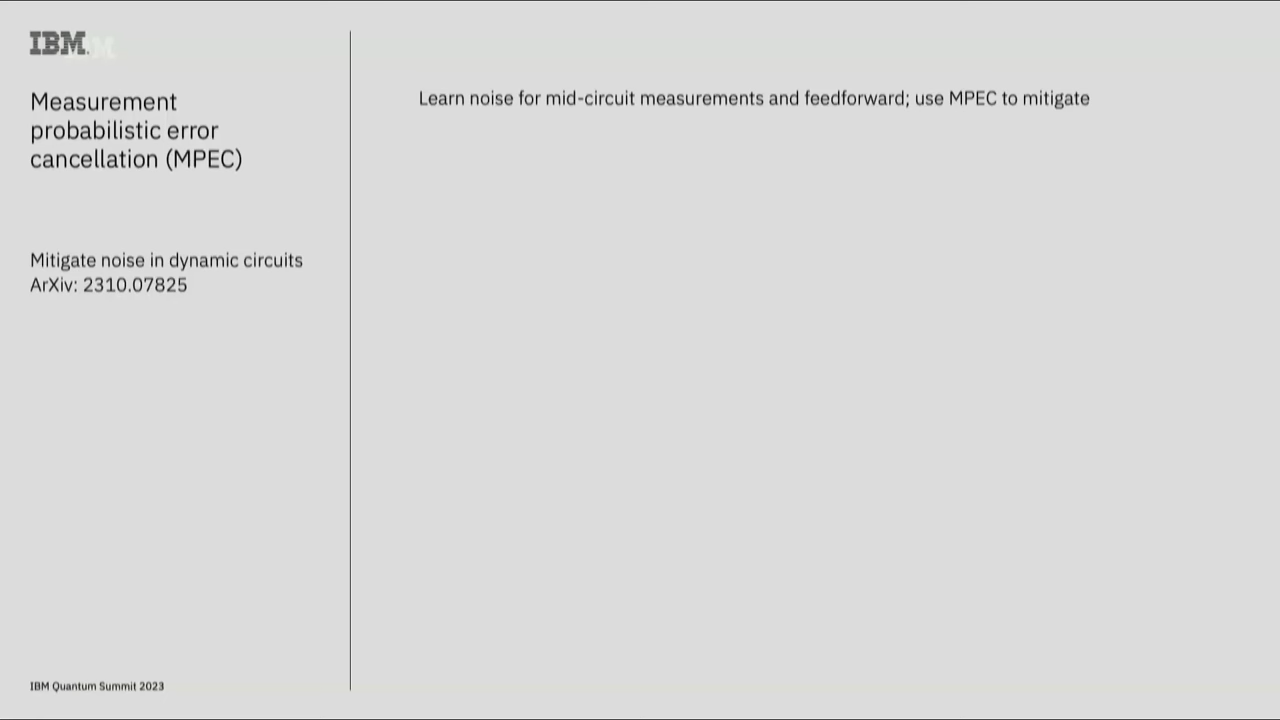 IBM
Measurement
probabilistic error
cancellation (MPEC)
Mitigate noise in dynamic circuits
ArXiv: 2310.07825
IBM Quantum Summit 2023
Learn noise for mid-circuit measurements and feedforward; use MPEC to mitigate